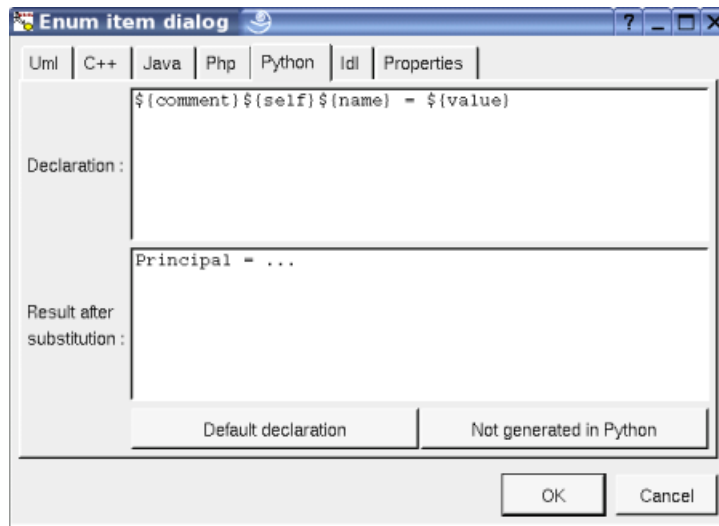 Enum item dialog
Uml C++ Java Php Python Idl Properties
Declaration :
${comment}${self}${name} = ${value}
Result after
substitution :
Principal = ...
Default declaration Not generated in Python
OK Cancel